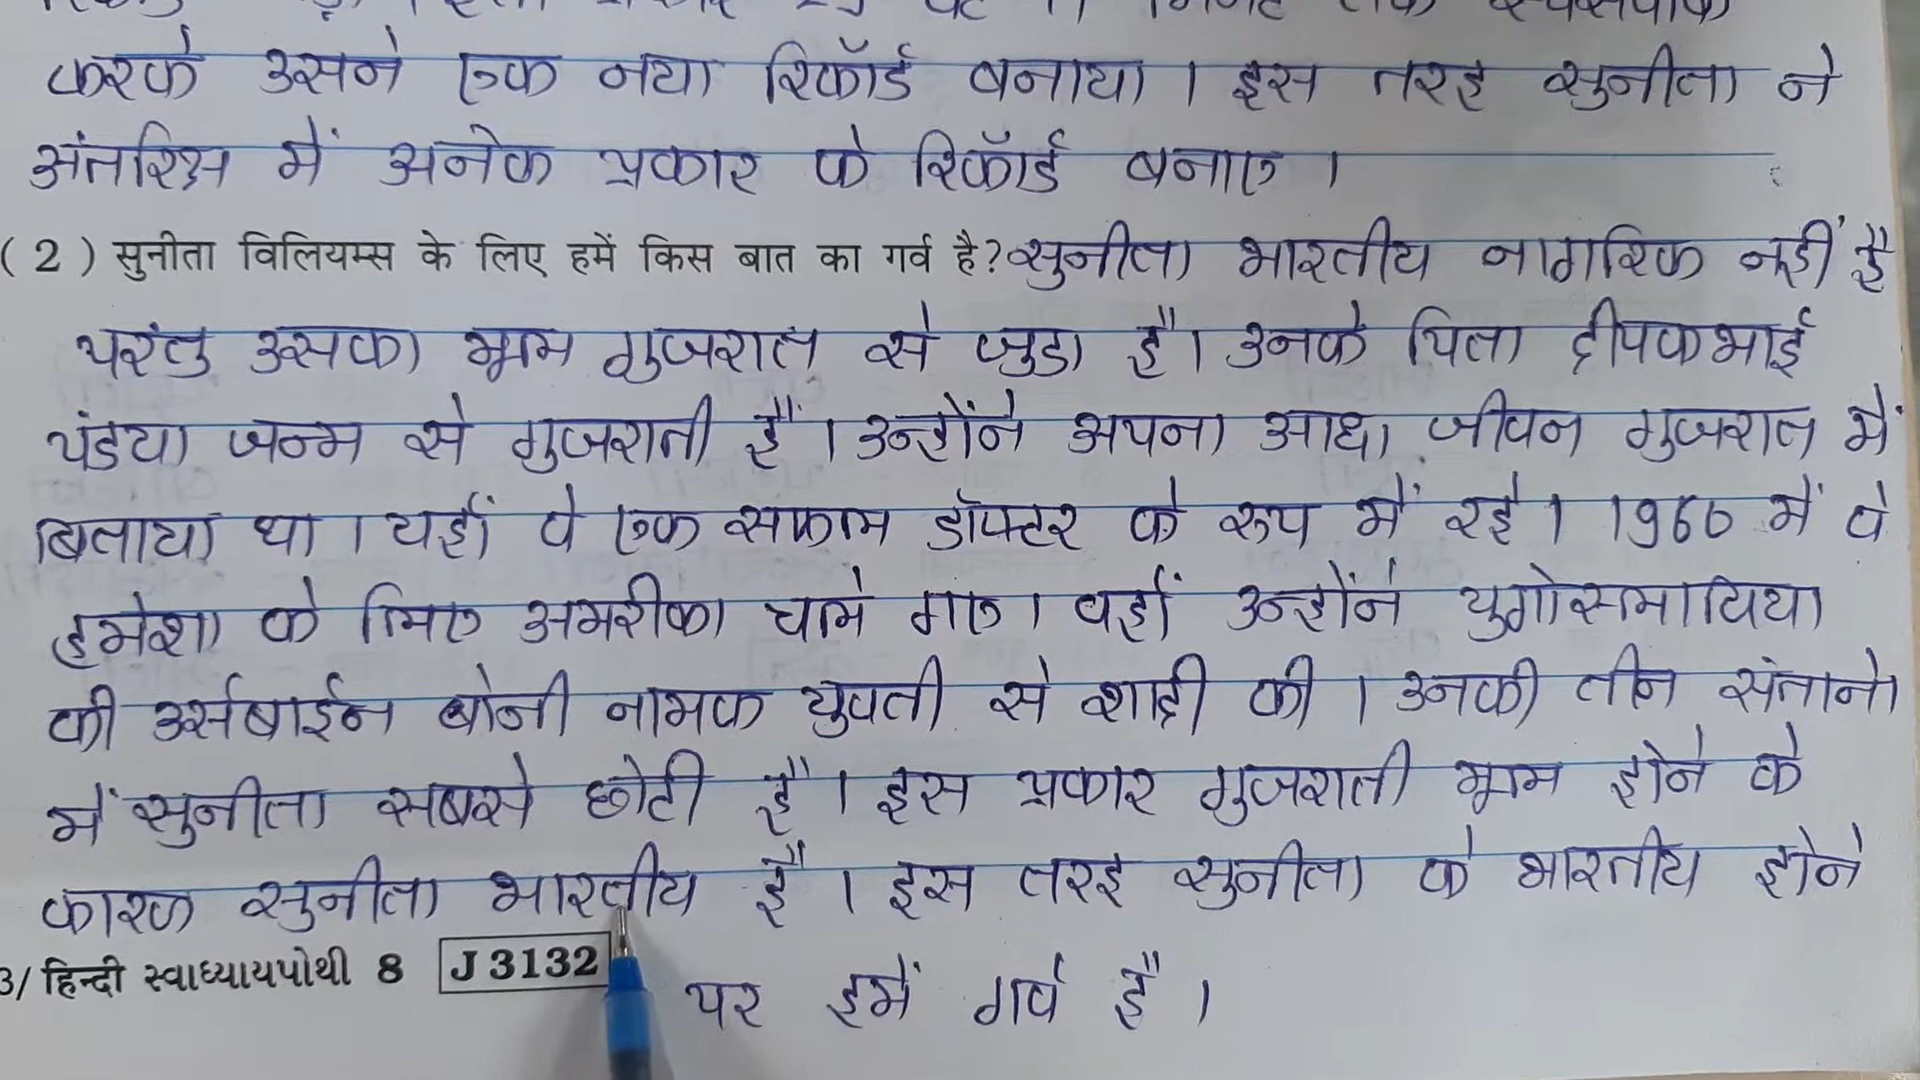 करके उसने एक नया रिकॉर्ड बनाया । इस तरह सुनीता ने
अंतरिक्ष में अनेक प्रकार के रिकॉर्ड बनाए ।
( 2 ) सुनीता विलियम्स के लिए हमें किस बात का गर्व है? सुनीता भारतीय नागरिक नहीं है
परंतु उसका मूल गुजरात से जुडा है। उनके पिता दीपकभाई
पंडया जन्म से गुजराती हैं । उन्होंने अपना आधा जीवन गुजरात में
बिताया था । यहाँ वे एक सफल डॉक्टर के रूप में रहे । 1960 में वे
हमेशा के लिए अमरीका चले गए । वहाँ उन्होंने युगोस्लाविया
की उर्सबाईन बोनी नामक युवती से शादी की । उनकी तीन संतानो
में सुनीता सबसे छोटी हैं । इस प्रकार गुजराती मूल होने के
कारण सुनीता भारतीय हैं । इस तरह सुनीता के भारतीय होने
3/ हिन्दी स्वाध्यायपोथी 8 J 3132 पर हमें गर्व है ।